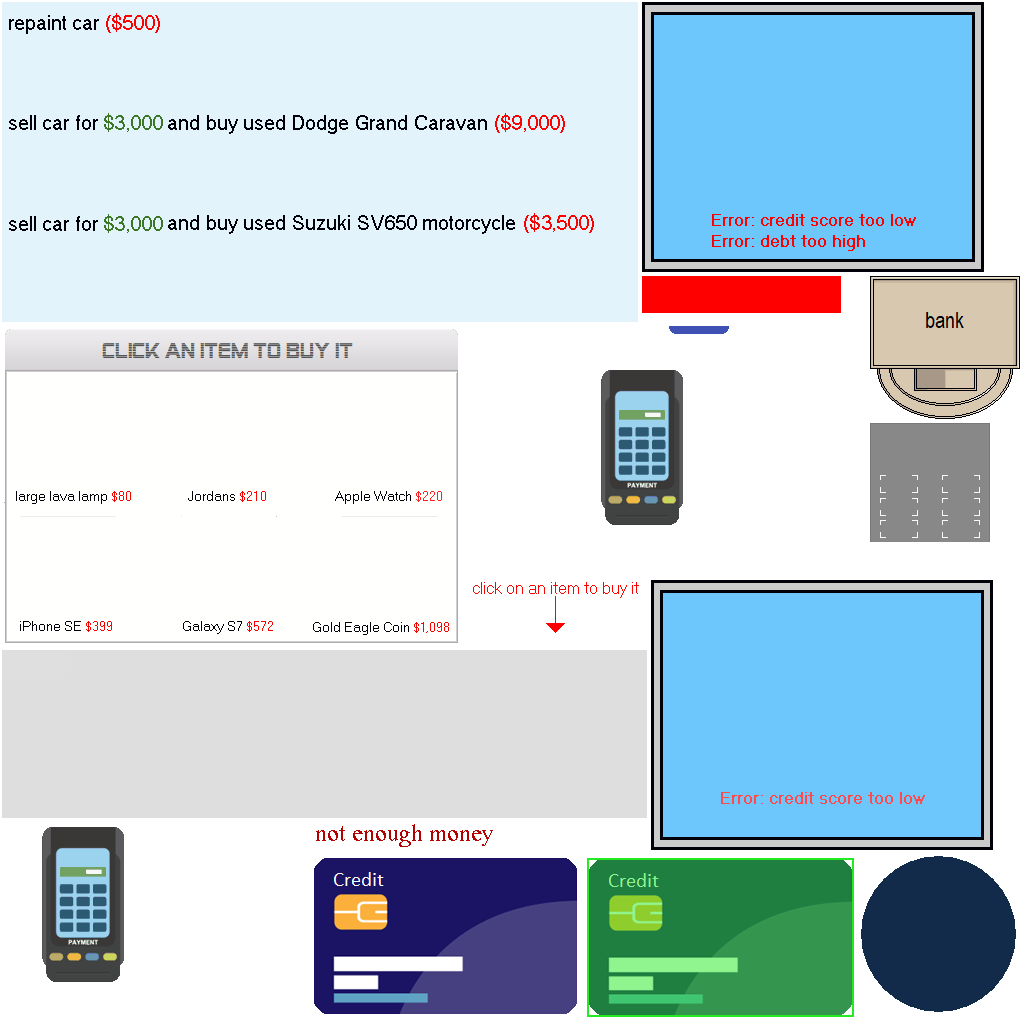 repaint car ($500)
sell car for $3,000 and buy used Dodge Grand Caravan ($9,000)
sell car for $3,000 and buy used Suzuki SV650 motorcycle ($3,500)
Error: credit score too low
Error: debt too high
bank
CLICK AN ITEM TO BUY IT
large lava lamp $80
Jordans $210
Apple Watch $220
iPhone SE $399
Galaxy S7 $572
Gold Eagle Coin $1,098
PAYMENT
click on an item to buy it
Error: credit score too low
not enough money
PAYMENT
Credit
Credit